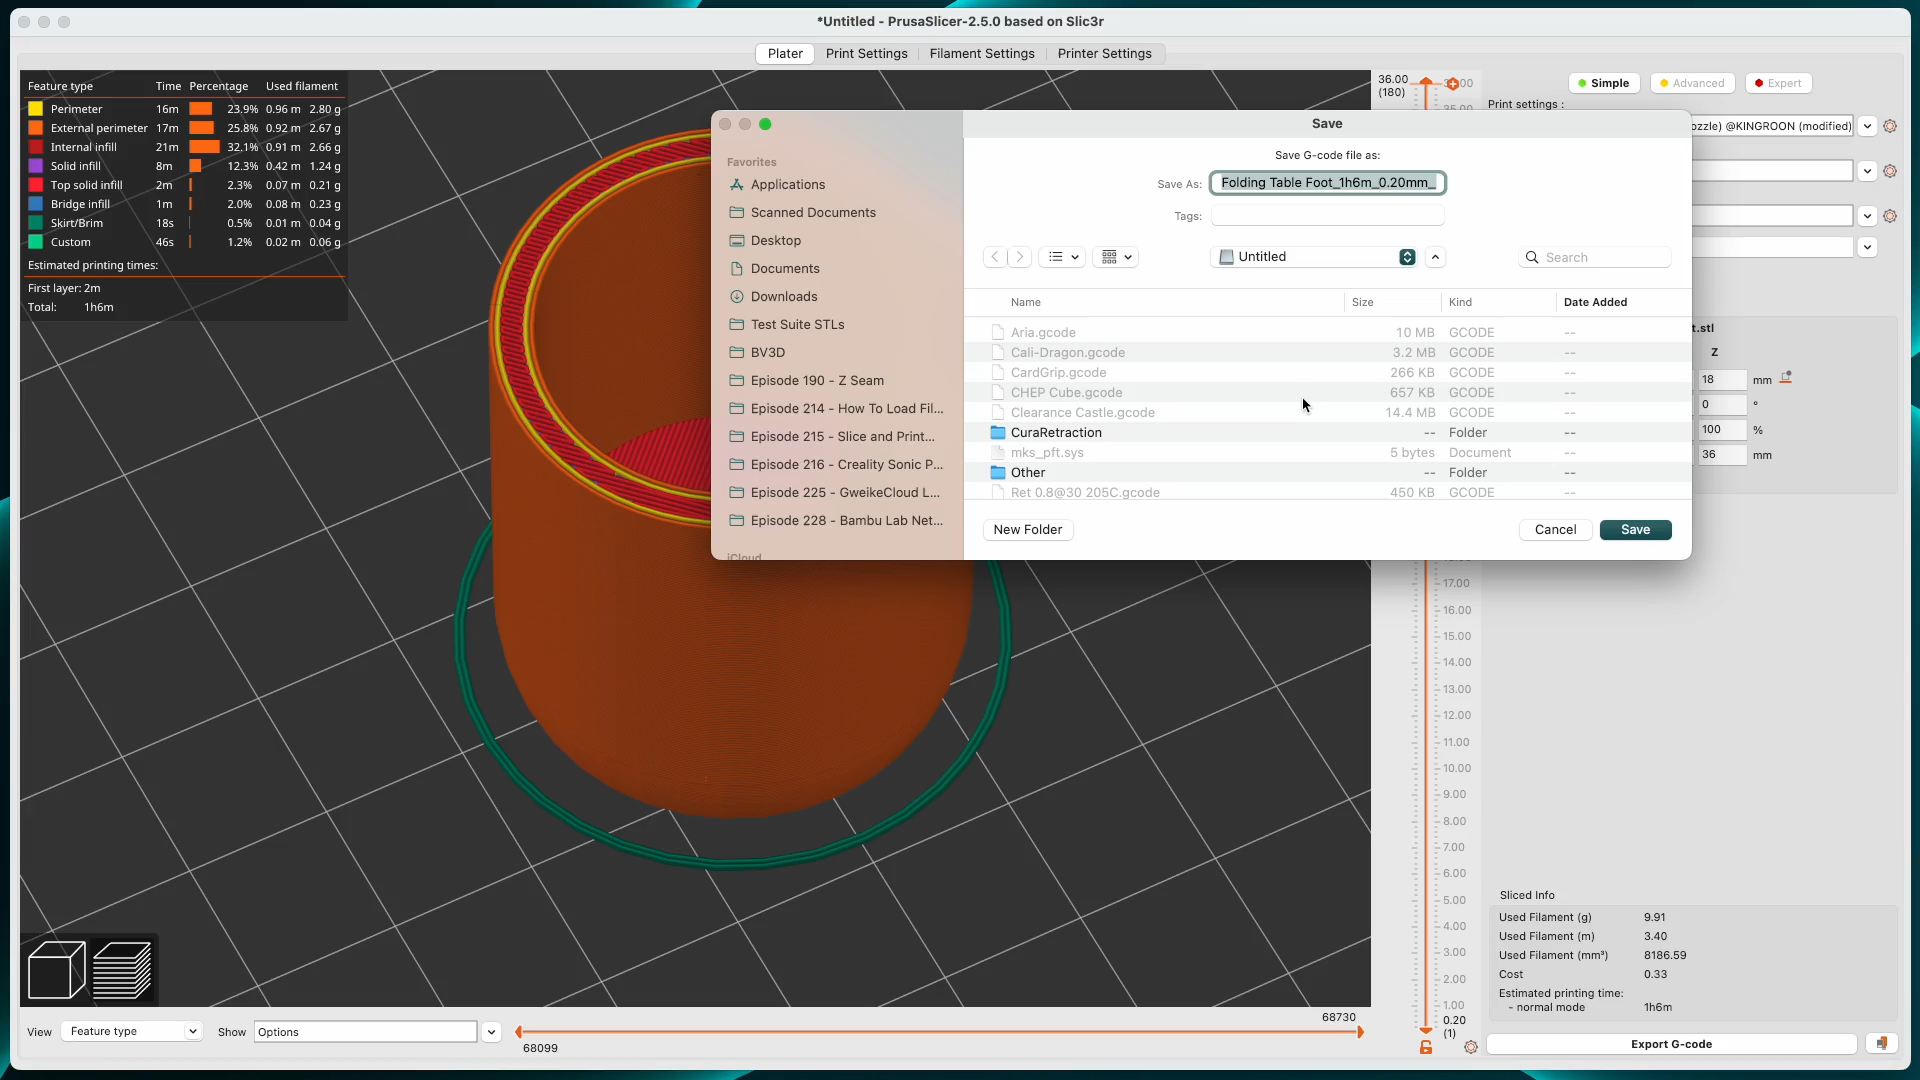 *Untitled - PrusaSlicer-2.5.0 based on Slic3r
Plater
Print Settings
Filament Settings
Printer Settings
Feature type Time Percentage Used filament
Perimeter 16m 23.9% 0.96 m 2.80 g
External perimeter 17m 25.8% 0.92 m 2.67 g
Internal infill 21m 32.1% 0.91 m 2.66 g
Solid infill 8m 12.3% 0.42 m 1.24 g
Top solid infill 2m 2.3% 0.07 m 0.21 g
Bridge infill 1m 2.0% 0.08 m 0.23 g
Skirt/Brim 18s 0.5% 0.01 m 0.04 g
Custom 46s 1.2% 0.02 m 0.06 g
Estimated printing times:
First layer: 2m
Total: 1h6m
Save
Favorites
Applications
Scanned Documents
Desktop
Documents
Downloads
Test Suite STLs
BV3D
Episode 190 - Z Seam
Episode 214 - How To Load Fil...
Episode 215 - Slice and Print...
Episode 216 - Creality Sonic P...
Episode 225 - GweikeCloud L...
Episode 228 - Bambu Lab Net...
iCloud
Save G-code file as:
Save As: Folding Table Foot_1h6m_0.20mm_
Tags:
Untitled
Search
Name Size Kind Date Added
Aria.gcode 10 MB GCODE --
Cali-Dragon.gcode 3.2 MB GCODE --
CardGrip.gcode 266 KB GCODE --
CHEP Cube.gcode 657 KB GCODE --
Clearance Castle.gcode 14.4 MB GCODE --
CuraRetraction -- Folder --
mks_pft.sys 5 bytes Document --
Other -- Folder --
Ret 0.8@30 205C.gcode 450 KB GCODE --
New Folder
Cancel
Save
36.00
(180)
35.00
17.00
16.00
15.00
14.00
13.00
12.00
11.00
10.00
9.00
8.00
7.00
6.00
5.00
4.00
3.00
2.00
1.00
0.20
(1)
Simple
Advanced
Expert
Print settings :
ozzle) @KINGROON (modified)
t.stl
Z
18 mm
0 °
100 %
36 mm
Sliced Info
Used Filament (g) 9.91
Used Filament (m) 3.40
Used Filament (mm³) 8186.59
Cost 0.33
Estimated printing time:
- normal mode 1h6m
Export G-code
View
Feature type
Show
Options
68730
68099